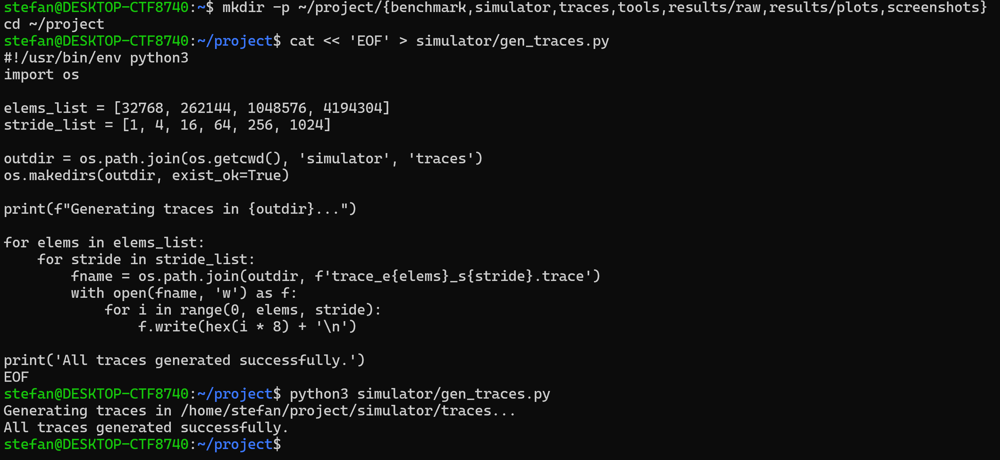 stefan@DESKTOP-CTF8740:~$ mkdir -p ~/project/{benchmark,simulator,traces,tools,results/raw,results/plots,screenshots}
cd ~/project
stefan@DESKTOP-CTF8740:~/project$ cat << 'EOF' > simulator/gen_traces.py
#!/usr/bin/env python3
import os

elems_list = [32768, 262144, 1048576, 4194304]
stride_list = [1, 4, 16, 64, 256, 1024]

outdir = os.path.join(os.getcwd(), 'simulator', 'traces')
os.makedirs(outdir, exist_ok=True)

print(f"Generating traces in {outdir}...")

for elems in elems_list:
    for stride in stride_list:
        fname = os.path.join(outdir, f'trace_e{elems}_s{stride}.trace')
        with open(fname, 'w') as f:
            for i in range(0, elems, stride):
                f.write(hex(i * 8) + '\n')

print('All traces generated successfully.')
EOF
stefan@DESKTOP-CTF8740:~/project$ python3 simulator/gen_traces.py
Generating traces in /home/stefan/project/simulator/traces...
All traces generated successfully.
stefan@DESKTOP-CTF8740:~/project$